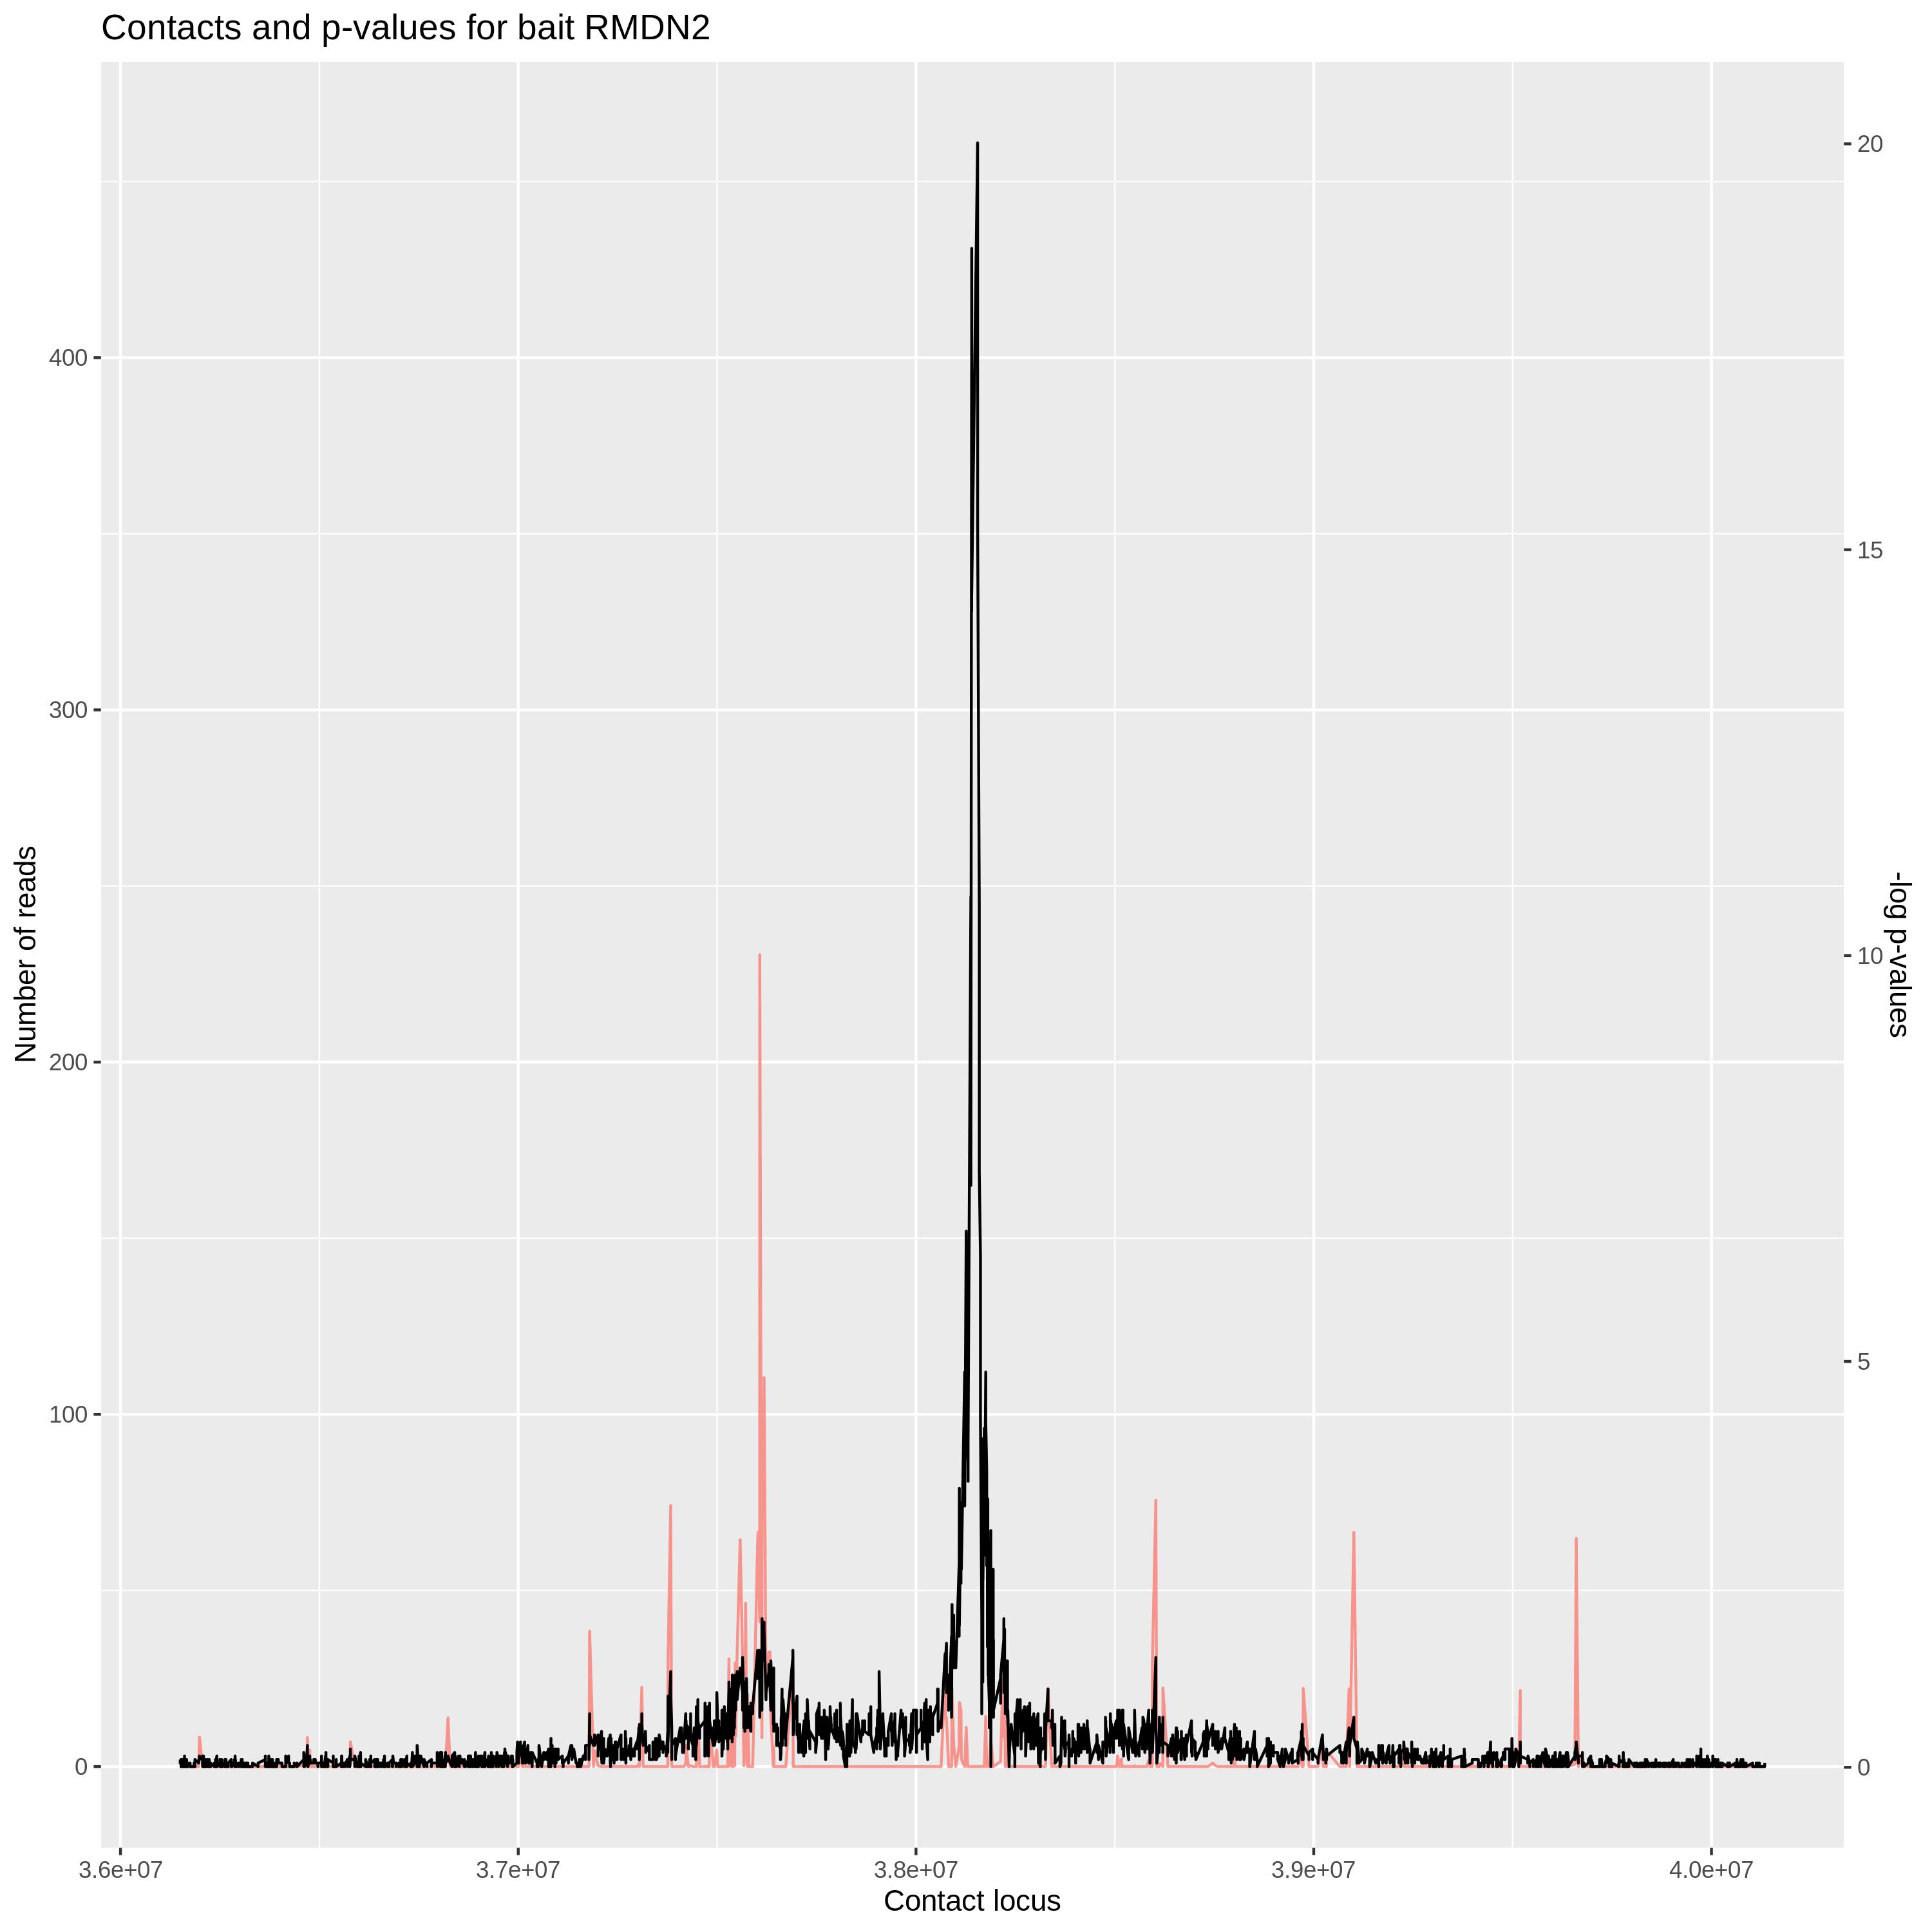 Contacts and p-values for bait RMDN2
Number of reads
400
300
200
100
0
20
15
10
5
0
-log p-values
3.6e+07 3.7e+07 3.8e+07 3.9e+07 4.0e+07
Contact locus